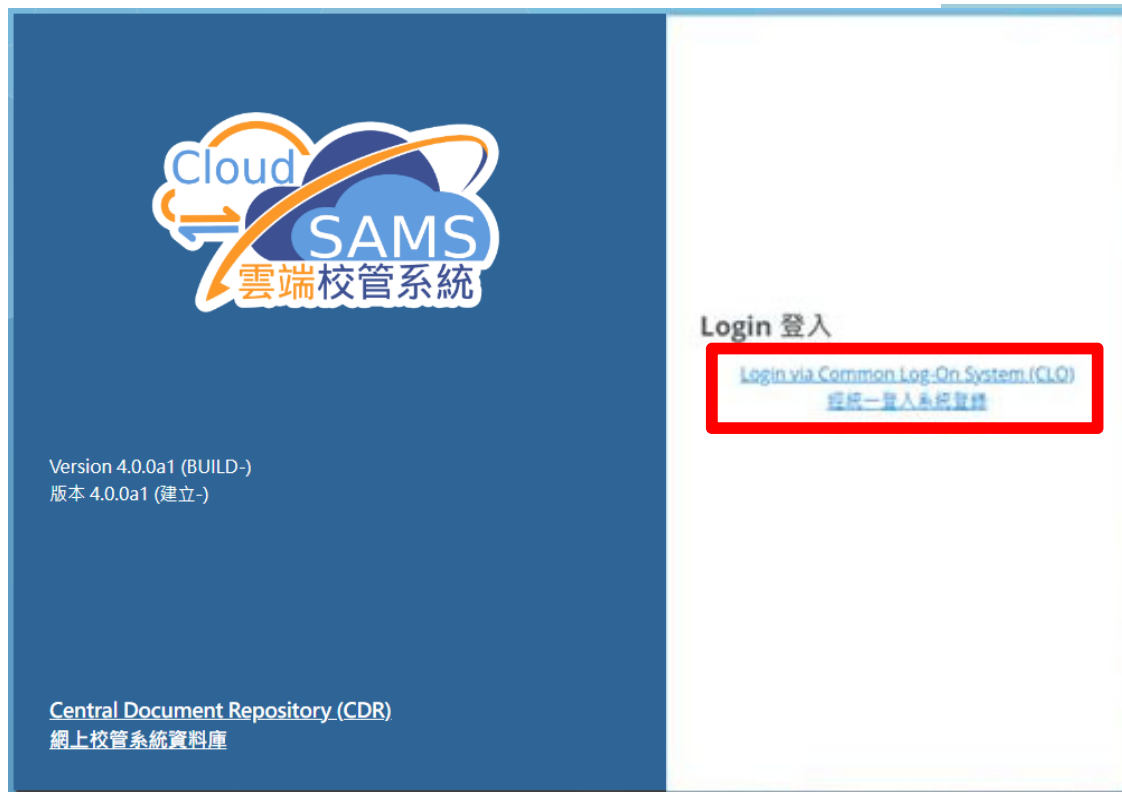 Cloud
SAMS
雲端校管系統
Version 4.0.0a1 (BUILD-)
版本 4.0.0a1 (建立-)
Central Document Repository (CDR)
網上校管系統資料庫
Login 登入
Login via Common Log-On System (CLO)
經統一登入系統登錄